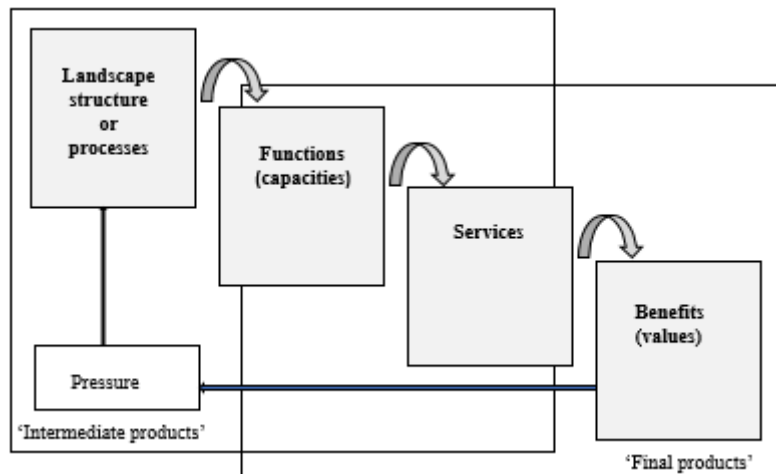 Landscape
structure
or
processes
Functions
(capacities)
Services
Benefits
(values)
Pressure
‘Intermediate products’
‘Final products’